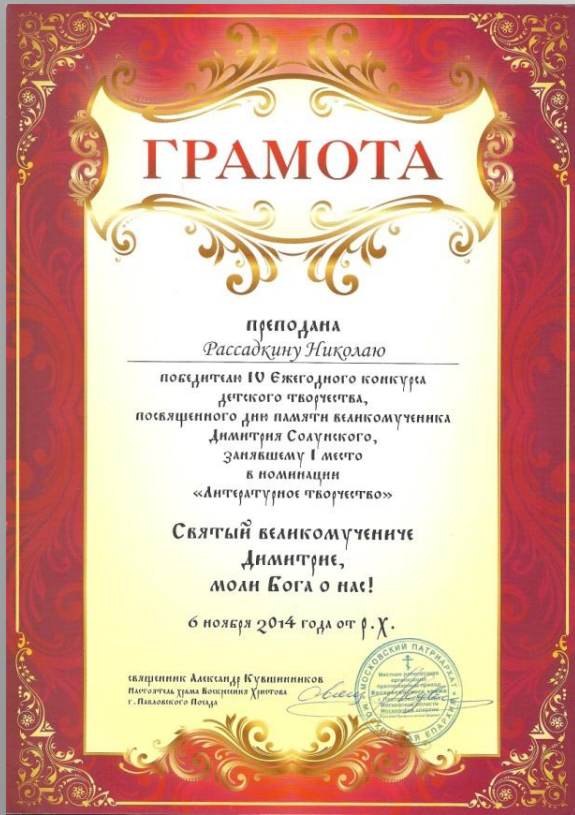 ГРАМОТА
преподана
Рассадкину Николаю
победителю IV Ежегодного конкурса
детского творчества,
посвященного дню памяти великомученика
Димитрия Солунского,
занявшему I место
в номинации
«Литературное творчество»
Святый великомучениче
Димитрие,
моли Бога о нас!
6 ноября 2014 года от Р.Х.
священник Александр Кувшинников
Настоятель храма Воскресения Христова
г. Павловского Посада
МОСКОВСКИЙ ПАТРИАРХАТ